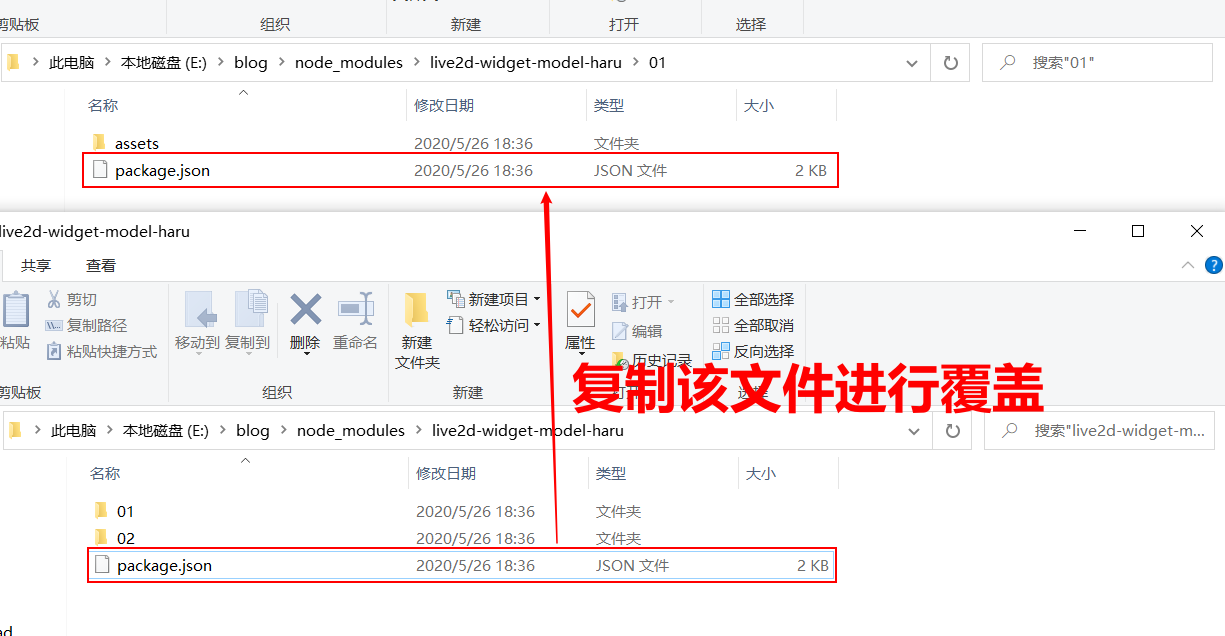 剪贴板 组织 新建 打开 选择
此电脑 > 本地磁盘 (E:) > blog > node_modules > live2d-widget-model-haru > 01 搜索"01"
名称 修改日期 类型 大小
assets 2020/5/26 18:36 文件夹
package.json 2020/5/26 18:36 JSON 文件 2 KB
live2d-widget-model-haru
共享 查看
粘贴
剪切
复制路径
粘贴快捷方式
移动到 复制到 删除 重命名
新建
文件夹
新建项目
轻松访问
属性
打开
编辑
历史记录
全部选择
全部取消
反向选择
剪贴板 组织 新建 打开 选择
复制该文件进行覆盖
此电脑 > 本地磁盘 (E:) > blog > node_modules > live2d-widget-model-haru 搜索"live2d-widget-m...
名称 修改日期 类型 大小
01 2020/5/26 18:36 文件夹
02 2020/5/26 18:36 文件夹
package.json 2020/5/26 18:36 JSON 文件 2 KB